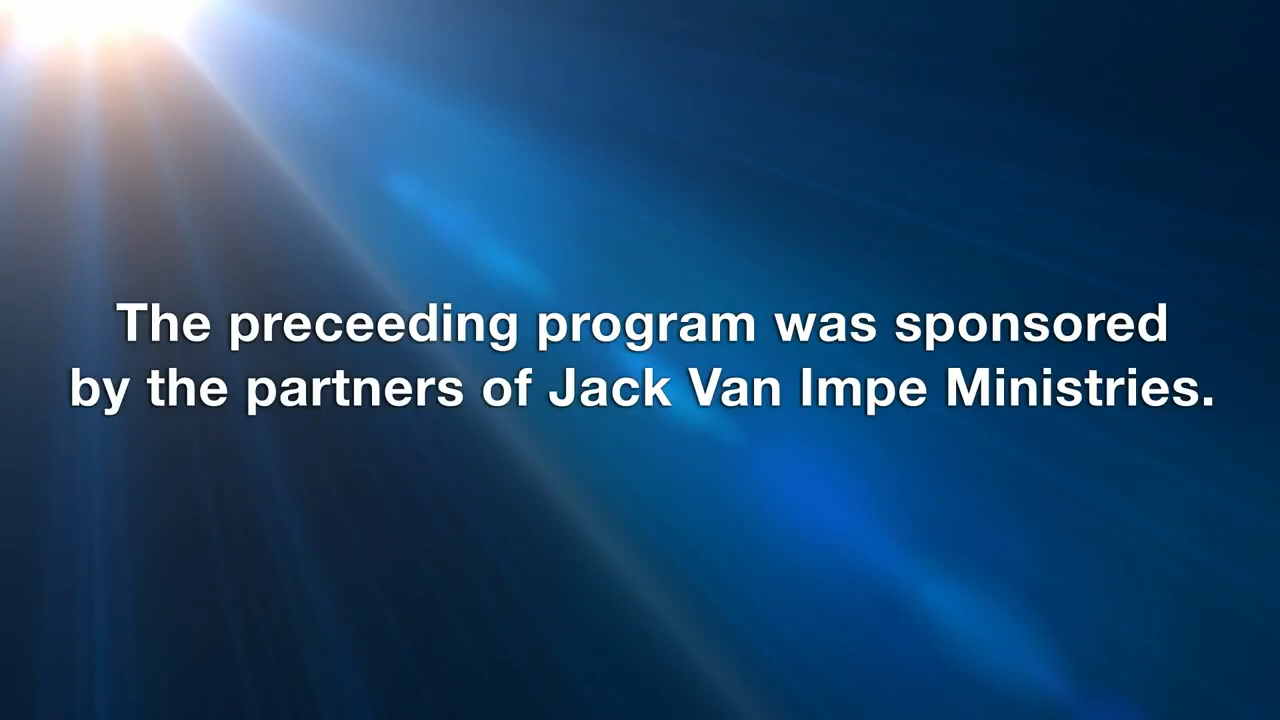 The preceeding program was sponsored
by the partners of Jack Van Impe Ministries.